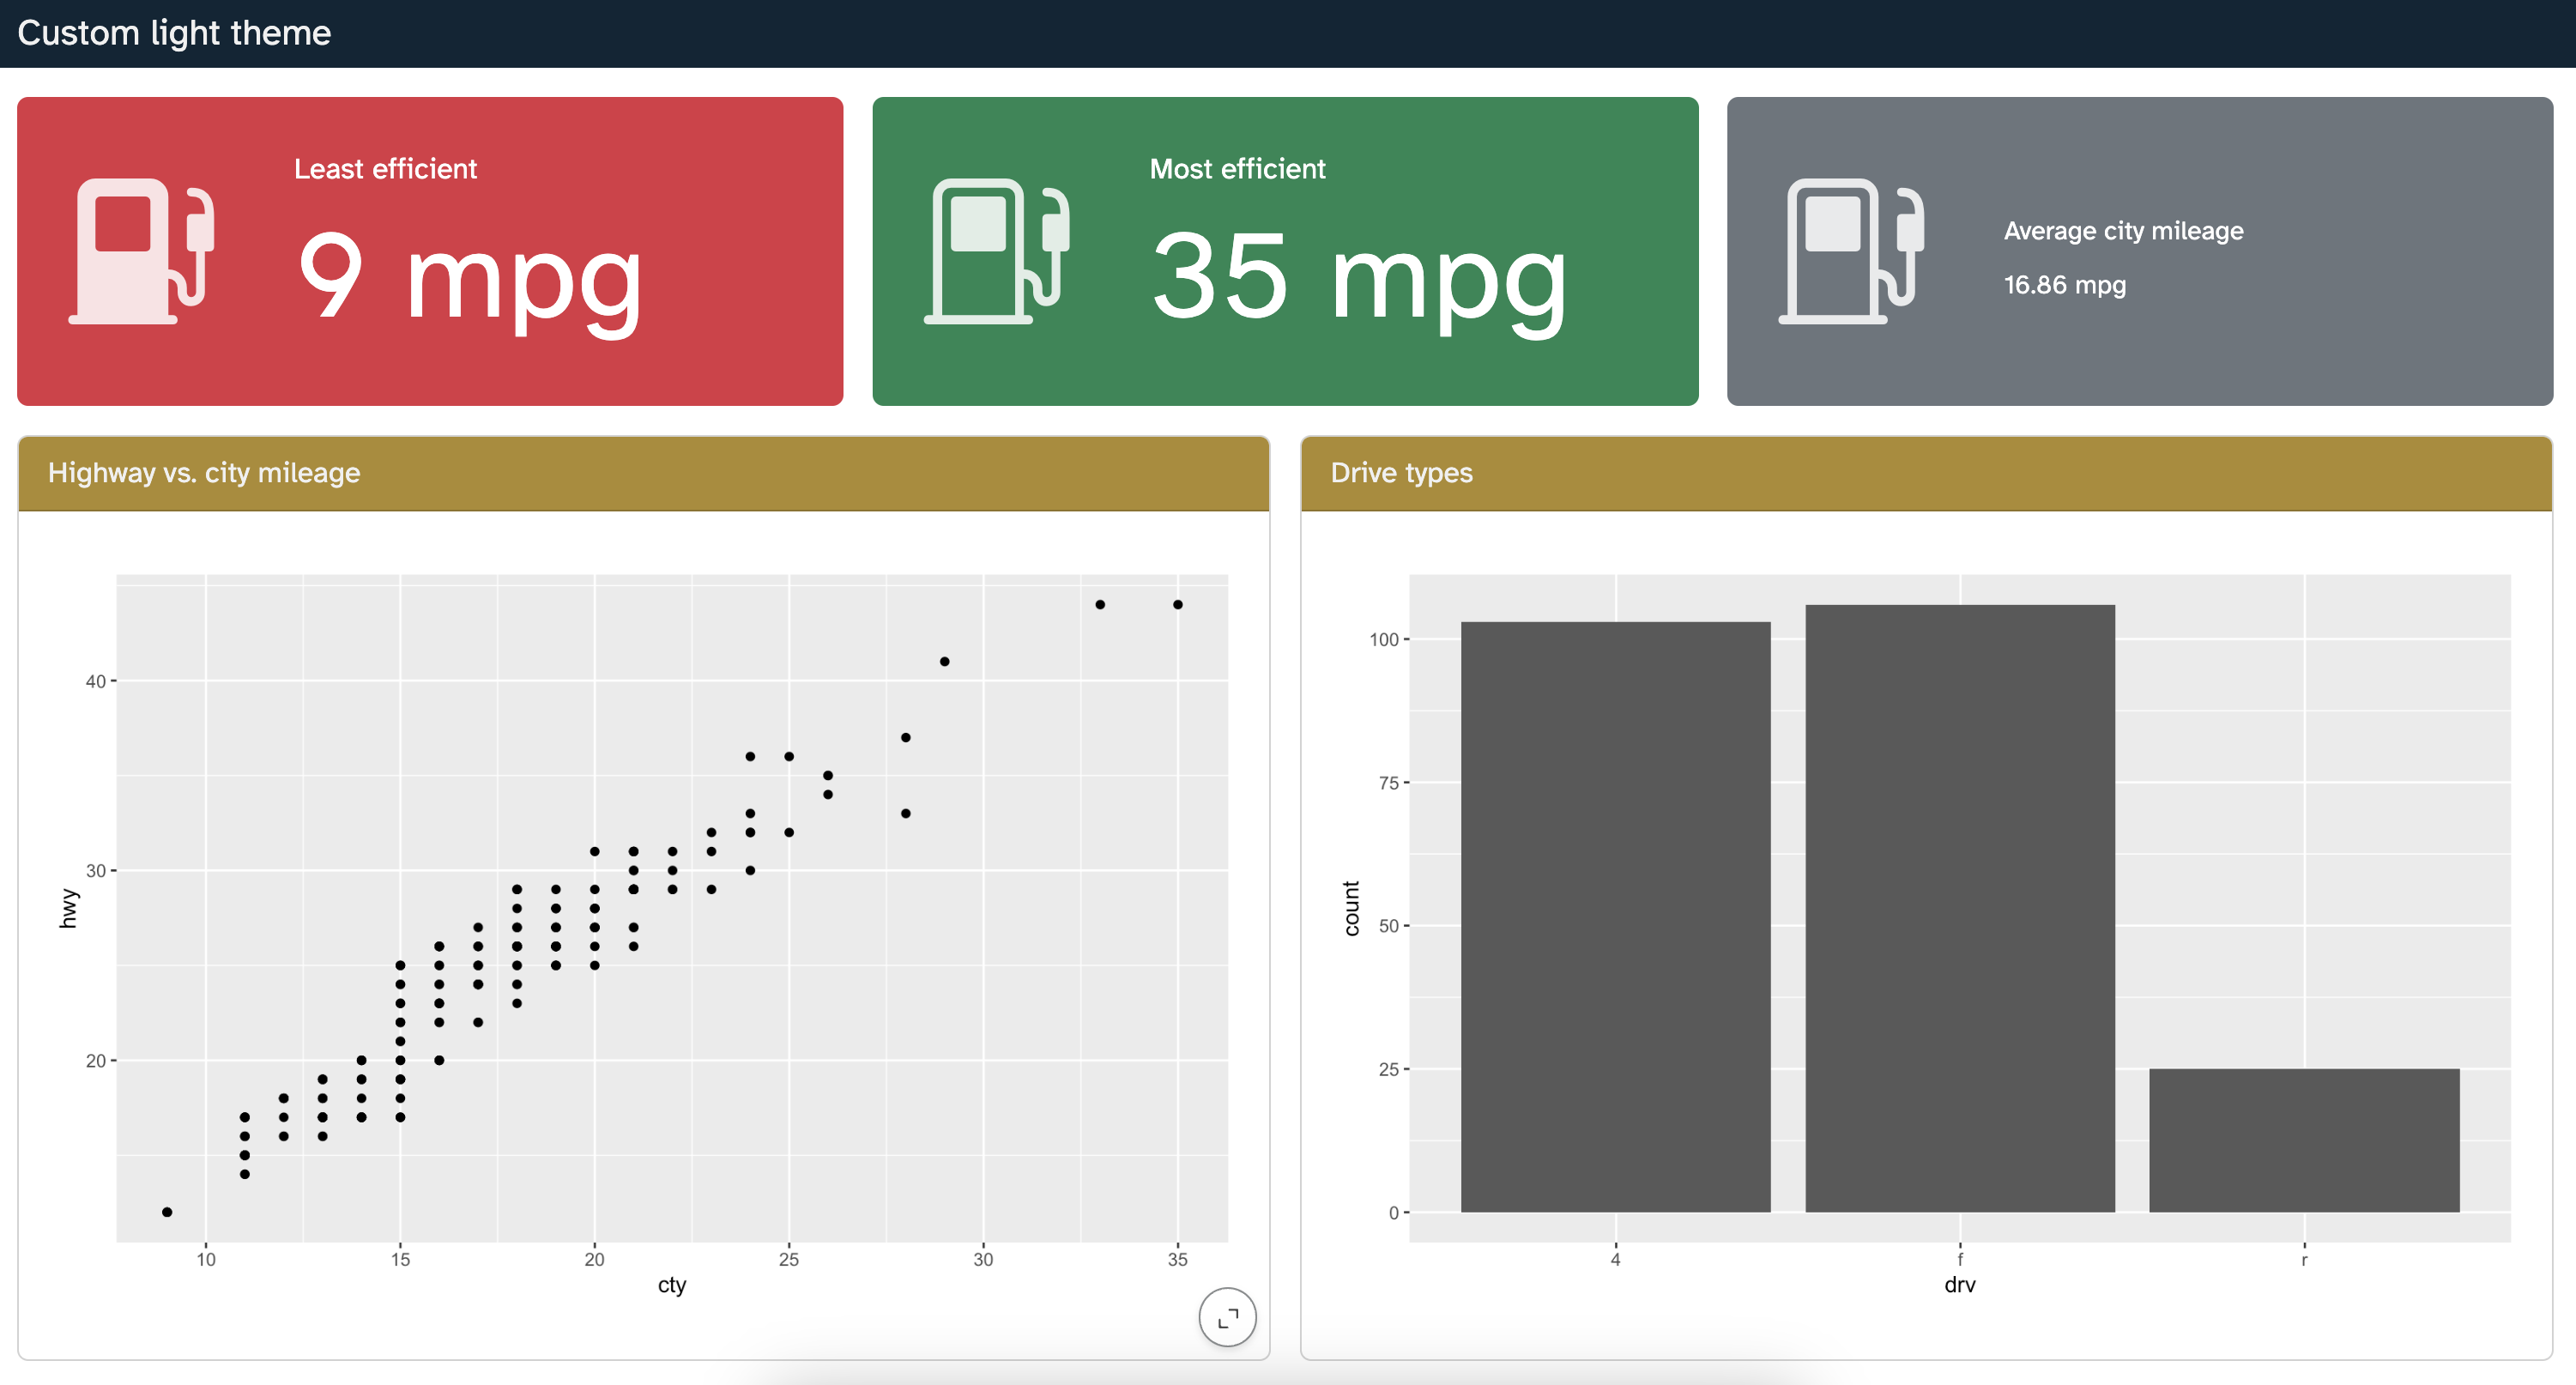 Custom light theme
Least efficient
9 mpg
Most efficient
35 mpg
Average city mileage
16.86 mpg
Highway vs. city mileage
40
30
20
hwy
10 15 20 25 30 35
cty
Drive types
100
75
50
25
0
count
4 f r
drv